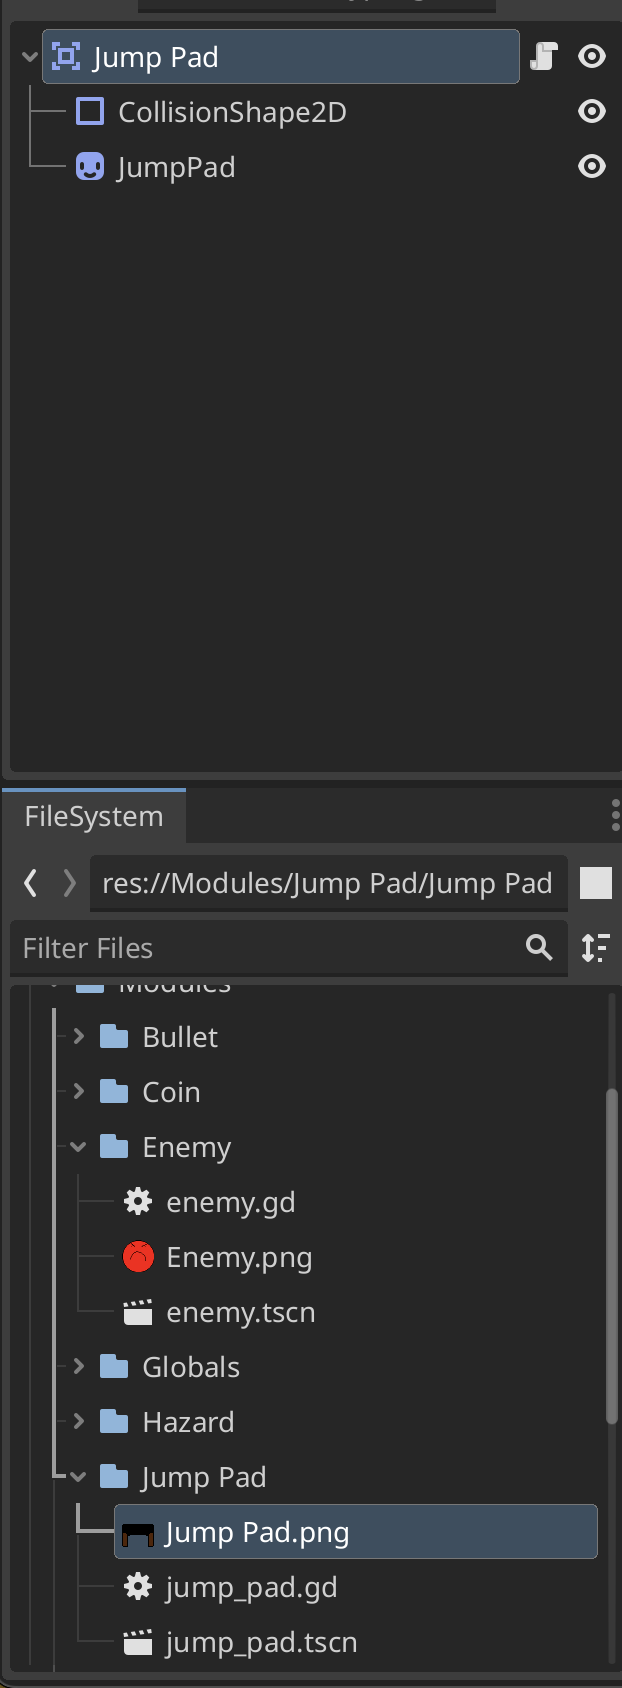 Jump Pad
CollisionShape2D
JumpPad
FileSystem
res://Modules/Jump Pad/Jump Pad
Filter Files
Modules
Bullet
Coin
Enemy
enemy.gd
Enemy.png
enemy.tscn
Globals
Hazard
Jump Pad
Jump Pad.png
jump_pad.gd
jump_pad.tscn